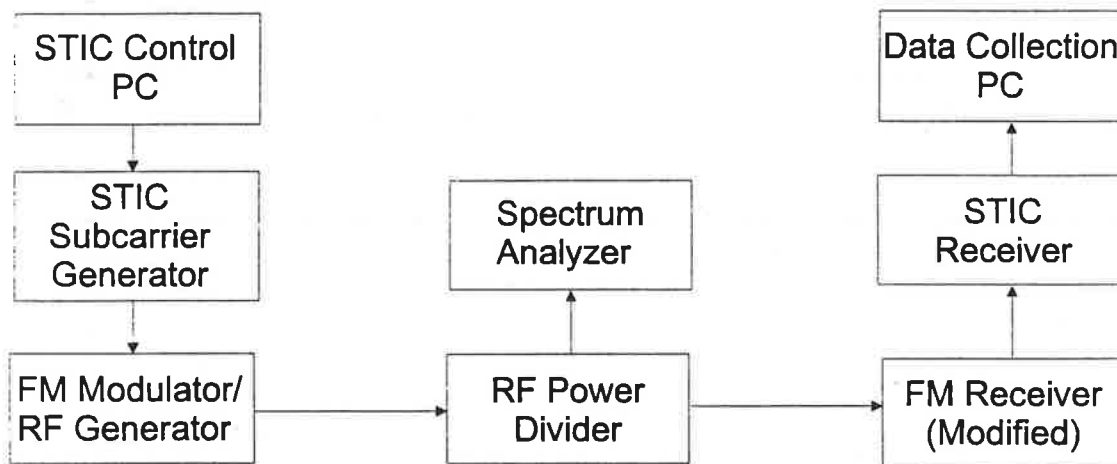 STIC Control
PC
STIC
Subcarrier
Generator
FM Modulator/
RF Generator
Spectrum
Analyzer
RF Power
Divider
Data Collection
PC
STIC
Receiver
FM Receiver
(Modified)